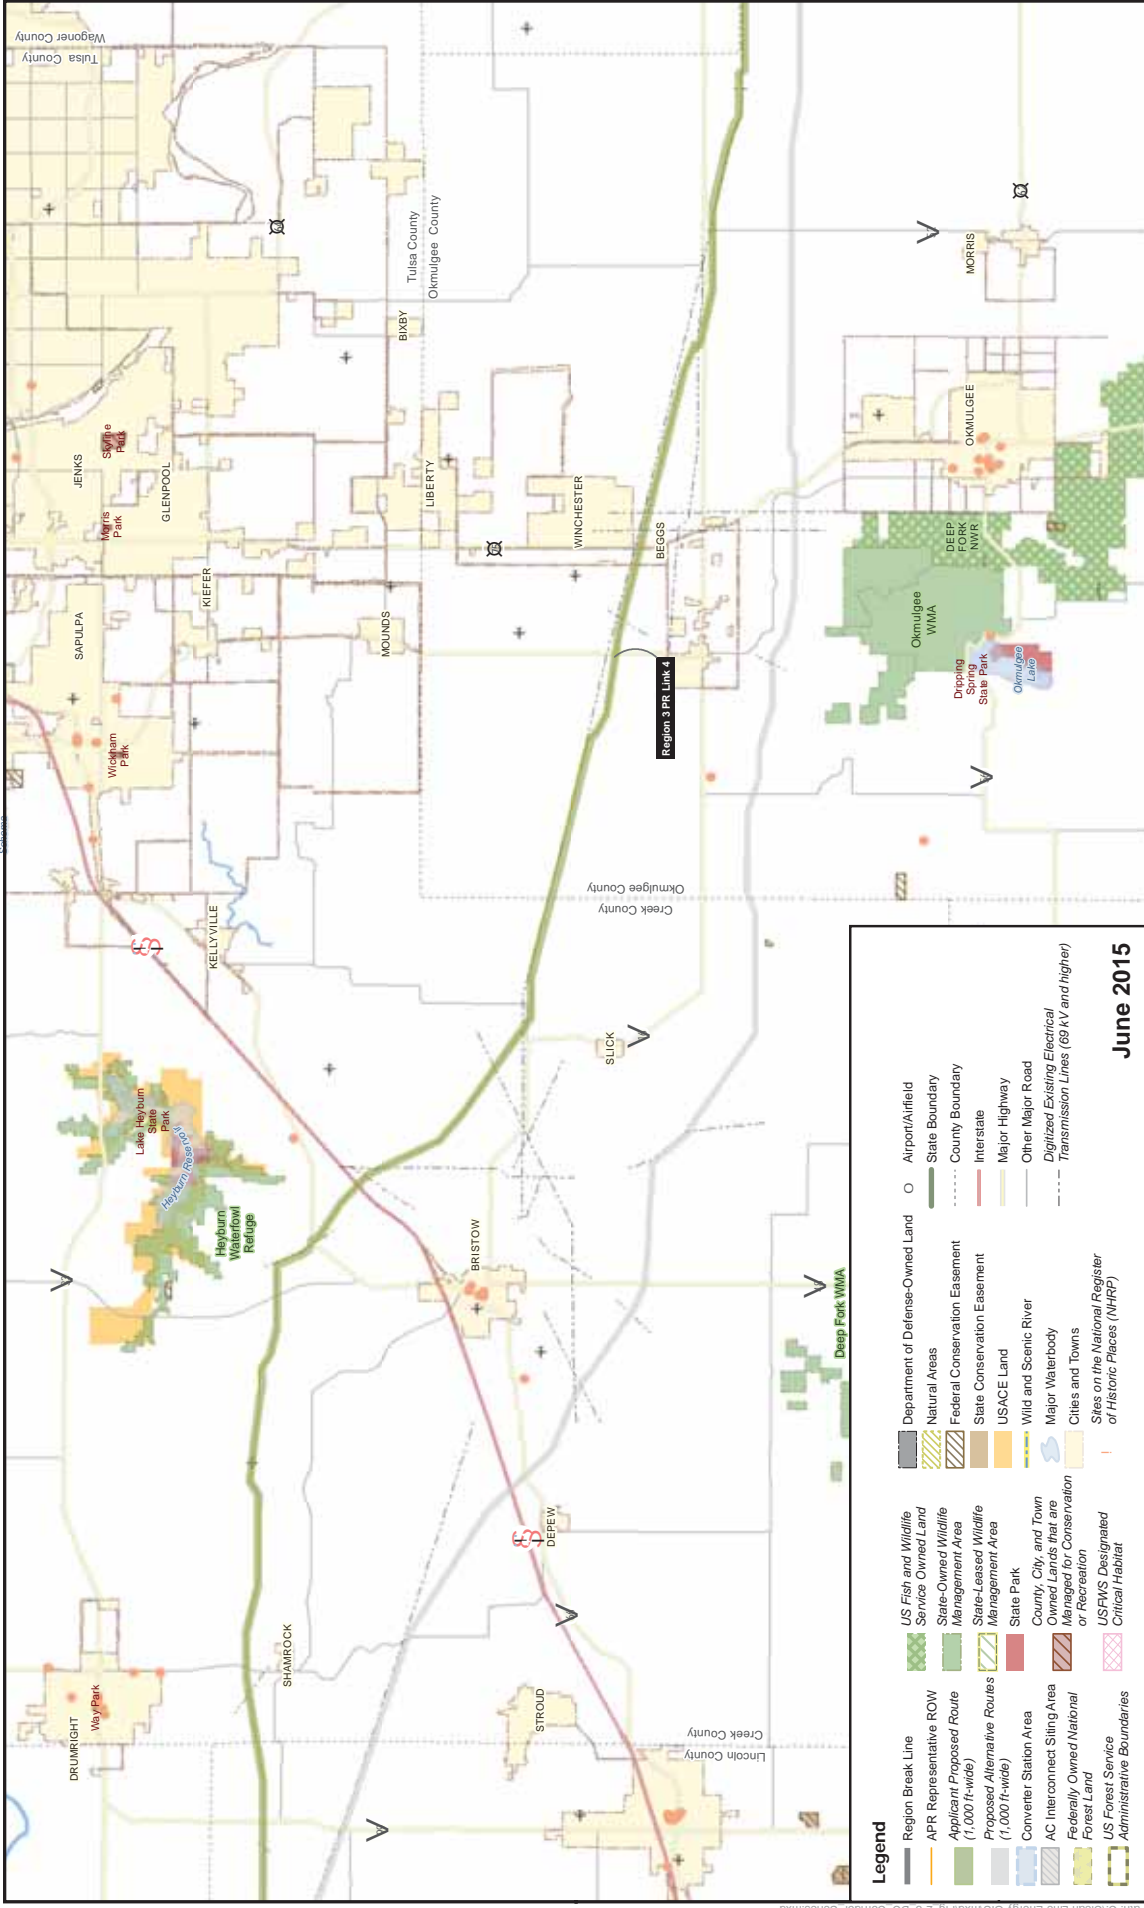 Wagoner County
Tulsa County
JENKS
Skyline
Park
Morris
Park
GLENPOOL
SAPULPA
KIEFER
Wickham
Park
BIXBY
Tulsa County
Okmulgee County
LIBERTY
MOUNDS
WINCHESTER
BEGGS
MORRIS
OKMULGEE
DEEP
FORK
NWR
Okmulgee
WMA
Dripping
Spring
State Park
Okmulgee
Lake
Region 3 PR Link 4
Okmulgee County
Creek County
KELLYVILLE
SLICK
Lake Heyburn
State
Park
Heyburn Reservoir
Heyburn
Waterfowl
Refuge
BRISTOW
Deep Fork WMA
DEPEW
SHAMROCK
STROUD
DRUMRIGHT
Way Park
Creek County
Lincoln County
Legend
Region Break Line
APR Representative ROW
Applicant Proposed Route
(1,000 ft-wide)
Proposed Alternative Routes
(1,000 ft-wide)
Converter Station Area
AC Interconnect Siting Area
Federally Owned National
Forest Land
US Forest Service
Administrative Boundaries
US Fish and Wildlife
Service Owned Land
State-Owned Wildlife
Management Area
State-Leased Wildlife
Management Area
State Park
County, City, and Town
Owned Lands that are
Managed for Conservation
or Recreation
USFWS Designated
Critical Habitat
Department of Defense-Owned Land
Natural Areas
Federal Conservation Easement
State Conservation Easement
USACE Land
Wild and Scenic River
Major Waterbody
Cities and Towns
Sites on the National Register
of Historic Places (NHRP)
Airport/Airfield
State Boundary
County Boundary
Interstate
Major Highway
Other Major Road
Digitized Existing Electrical
Transmission Lines (69 kV and higher)
June 2015